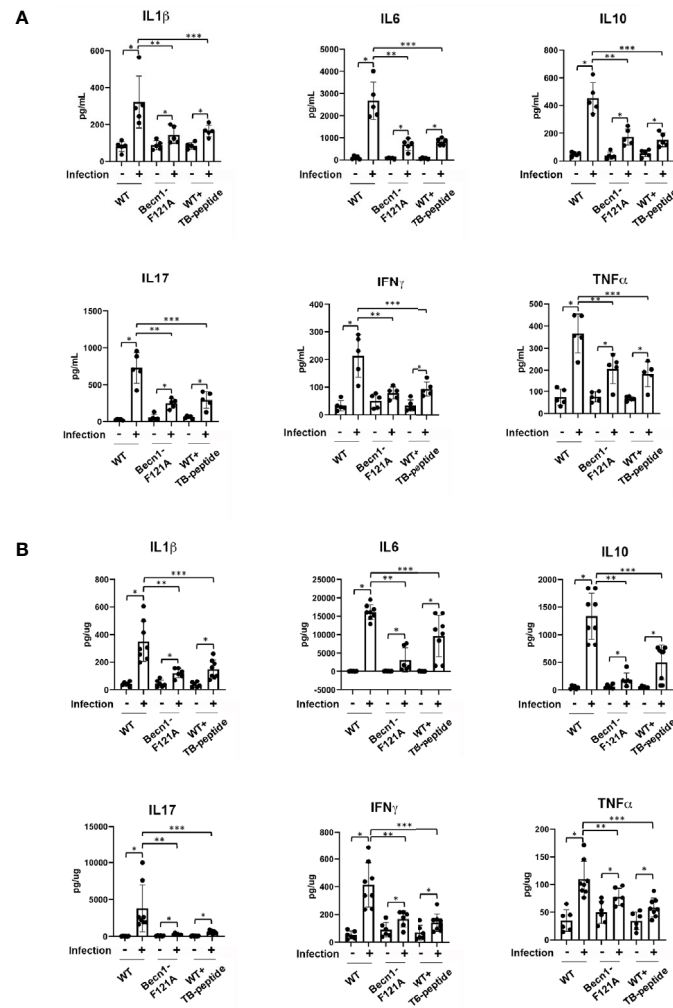 A
IL1β
IL6
IL10
*
**
***
*
*
pg/mL
600
400
200
0
*
**
***
*
*
pg/mL
6000
4000
2000
0
*
**
***
*
*
pg/mL
800
600
400
200
0
Infection - + - + - +
WT
Becn1-
F121A
WT+
TB-peptide
Infection - + - + - +
WT
Becn1-
F121A
WT+
TB-peptide
Infection - + - + - +
WT
Becn1-
F121A
WT+
TB-peptide
IL17
IFNγ
TNFα
*
**
***
*
*
pg/mL
1500
1000
500
0
*
**
***
*
pg/mL
400
300
200
100
0
*
**
***
*
*
pg/mL
500
400
300
200
100
0
Infection - + - + - +
WT
Becn1-
F121A
WT+
TB-peptide
Infection - + - + - +
WT
Becn1-
F121A
WT+
TB-peptide
Infection - + - + - +
WT
Becn1-
F121A
WT+
TB-peptide
B
IL1β
IL6
IL10
*
**
***
*
*
pg/ug
800
600
400
200
0
*
**
***
*
*
pg/ug
25000
20000
15000
10000
5000
0
-5000
*
**
***
*
*
pg/ug
2000
1500
1000
500
0
Infection - + - + - +
WT
Becn1-
F121A
WT+
TB-peptide
Infection - + - + - +
WT
Becn1-
F121A
WT+
TB-peptide
Infection - + - + - +
WT
Becn1-
F121A
WT+
TB-peptide
IL17
IFNγ
TNFα
*
**
***
*
*
pg/ug
15000
10000
5000
0
*
**
***
*
*
pg/ug
800
600
400
200
0
*
**
***
*
*
pg/ug
200
150
100
50
0
Infection - + - + - +
WT
Becn1-
F121A
WT+
TB-peptide
Infection - + - + - +
WT
Becn1-
F121A
WT+
TB-peptide
Infection - + - + - +
WT
Becn1-
F121A
WT+
TB-peptide